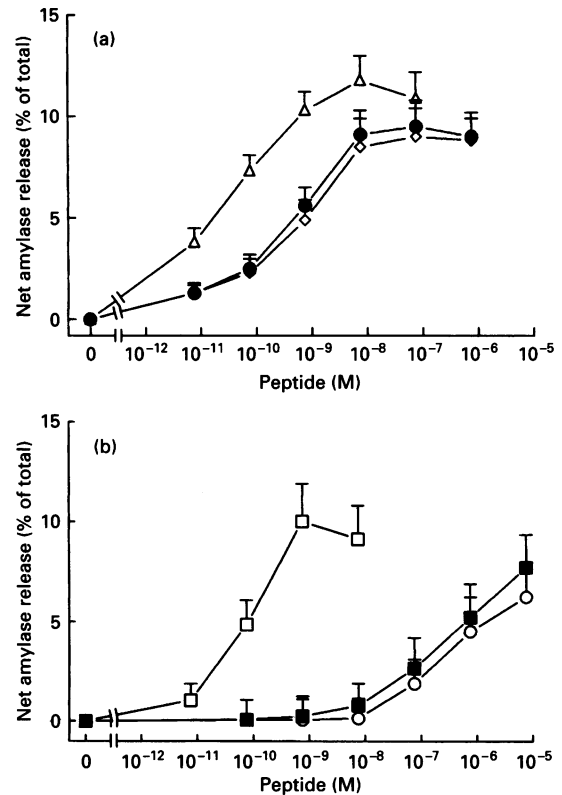 (a)
Net amylase release (% of total)
15
10
5
0
0 10⁻¹² 10⁻¹¹ 10⁻¹⁰ 10⁻⁹ 10⁻⁸ 10⁻⁷ 10⁻⁶ 10⁻⁵
Peptide (M)
(b)
Net amylase release (% of total)
15
10
5
0
0 10⁻¹² 10⁻¹¹ 10⁻¹⁰ 10⁻⁹ 10⁻⁸ 10⁻⁷ 10⁻⁶ 10⁻⁵
Peptide (M)